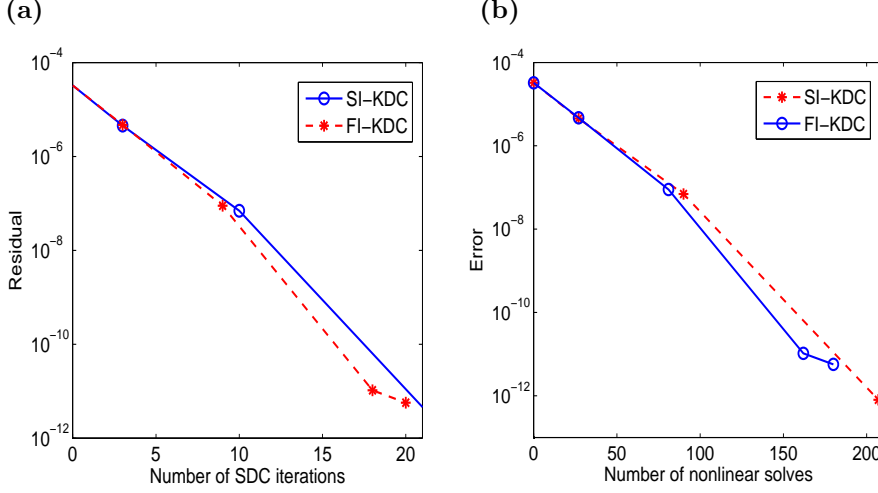 (a)
10^−4
10^−6
10^−8
10^−10
10^−12
Residual
SI−KDC
FI−KDC
0 5 10 15 20
Number of SDC iterations
(b)
10^−4
10^−6
10^−8
10^−10
10^−12
Error
SI−KDC
FI−KDC
0 50 100 150 200
Number of nonlinear solves